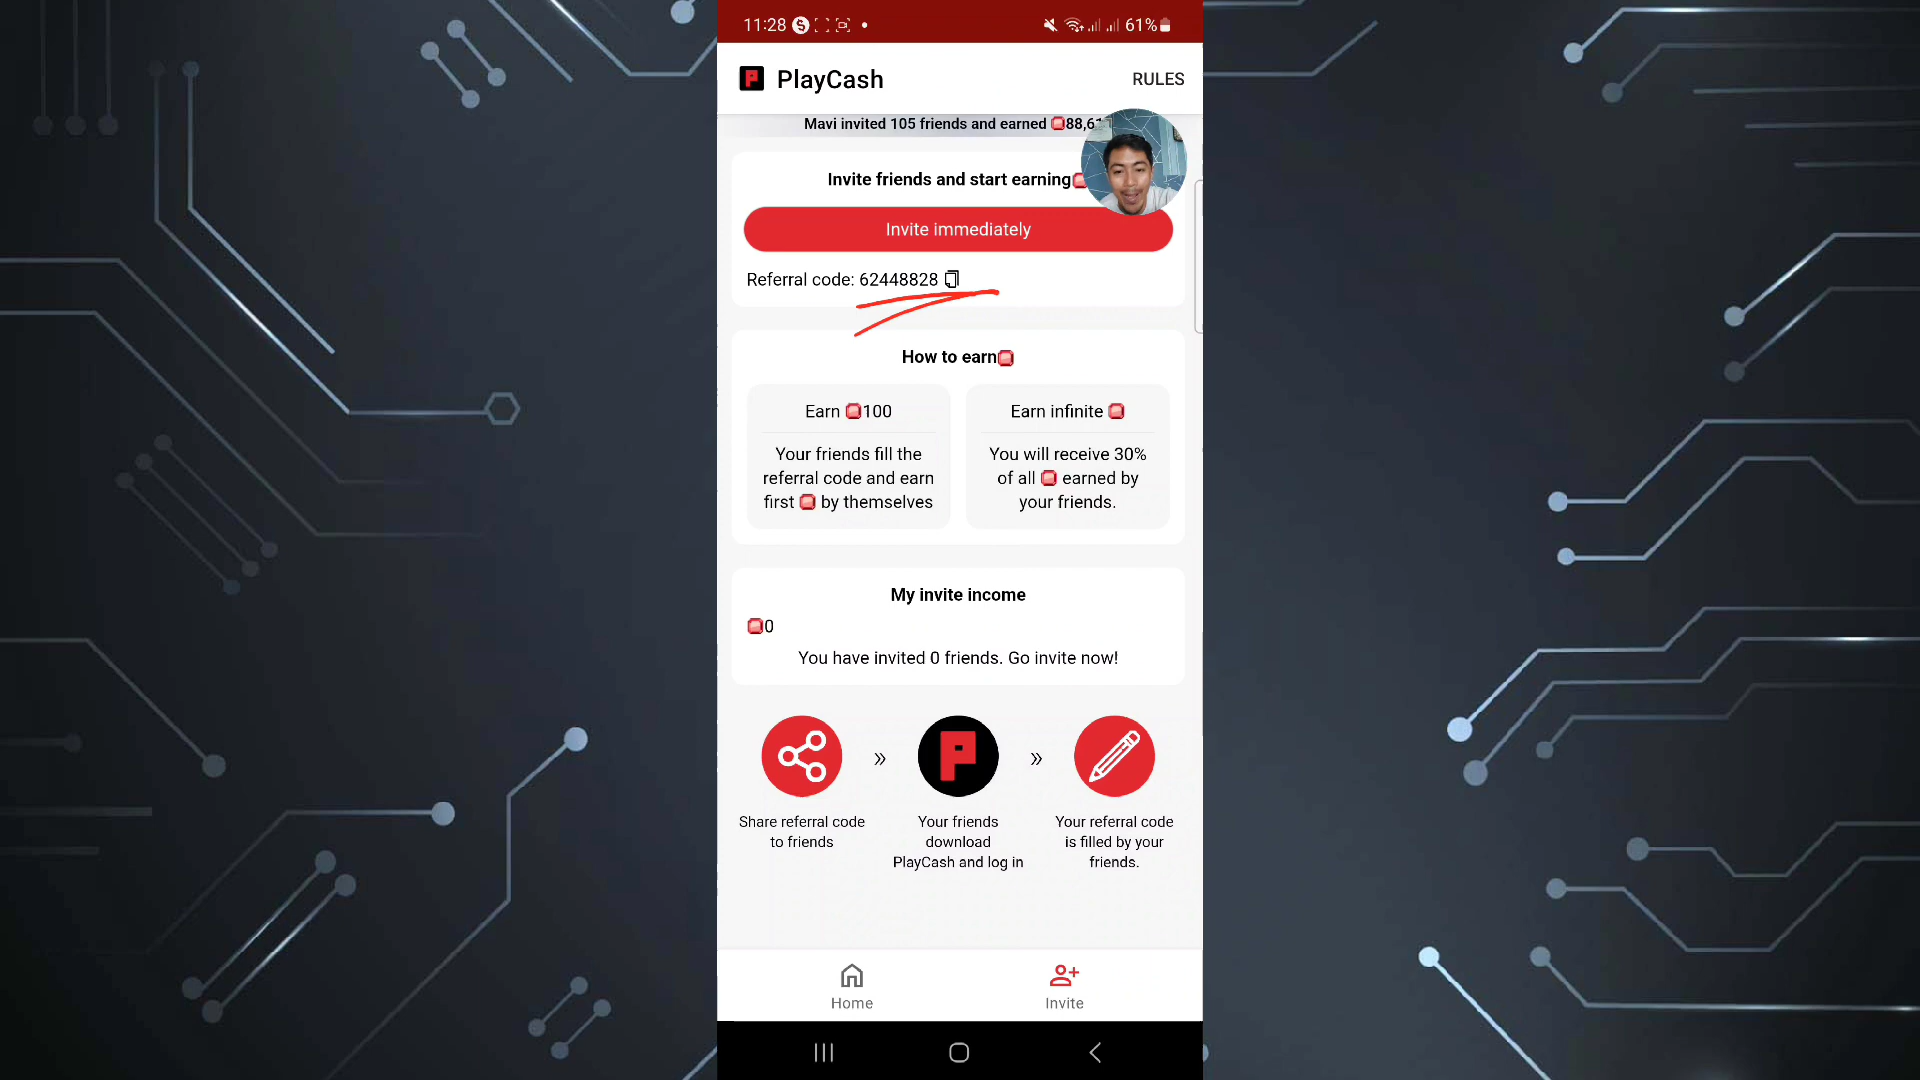 11:28
61%
PlayCash
RULES
Mavi invited 105 friends and earned 88,61
Invite friends and start earning
Invite immediately
Referral code: 62448828
How to earn
Earn 100
Your friends fill the
referral code and earn
first by themselves
Earn infinite
You will receive 30%
of all earned by
your friends.
My invite income
0
You have invited 0 friends. Go invite now!
Share referral code
to friends
»
Your friends
download
PlayCash and log in
»
Your referral code
is filled by your
friends.
Home
Invite